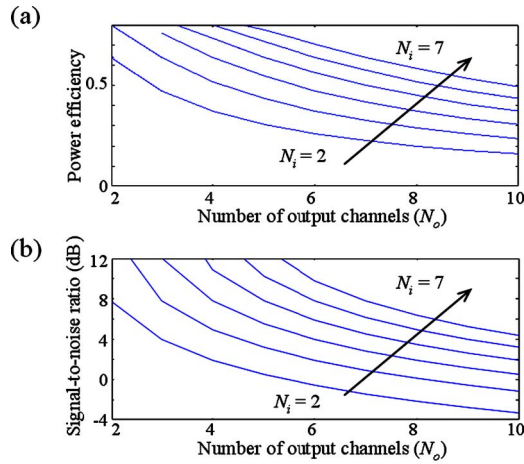 (a)
Power efficiency
0.5
0
N_i = 7
N_i = 2
2 4 6 8 10
Number of output channels (N_o)
(b)
Signal-to-noise ratio (dB)
12
8
4
0
-4
N_i = 7
N_i = 2
2 4 6 8 10
Number of output channels (N_o)